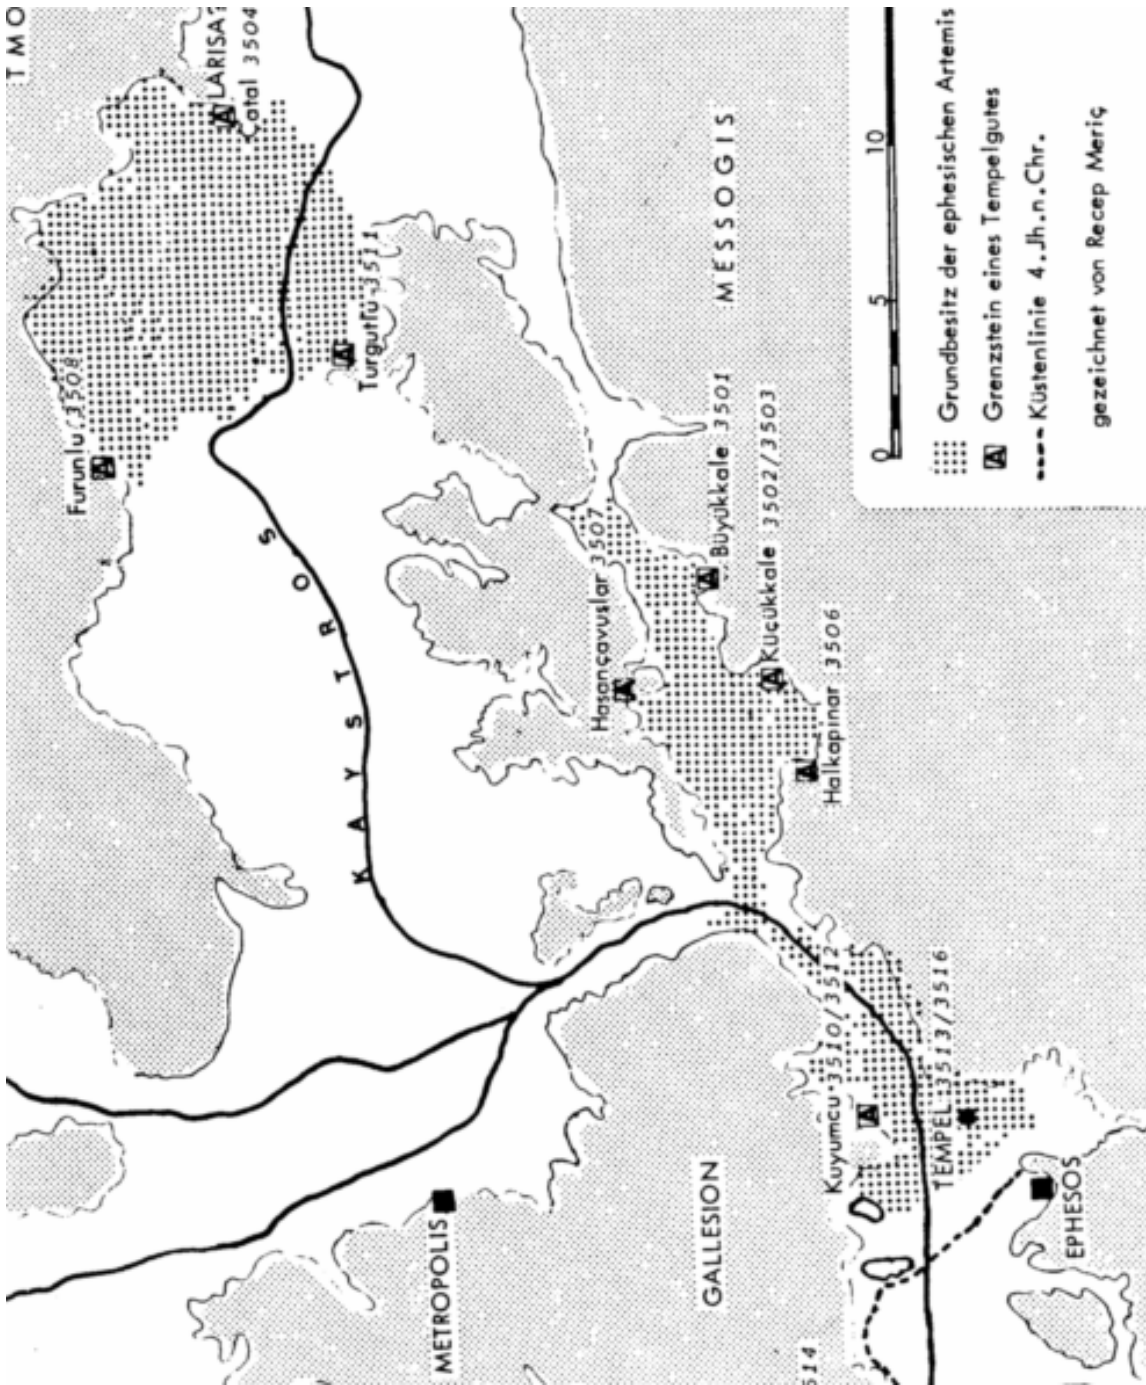 TMO
LARISA?
Çatal 3504
Furunlu 3508
Turgutlu 3511
KAYSTROS
MESSOGIS
Hasançavuslar 3507
Büyükkale 3501
Küçükkale 3502/3503
Halkapinar 3506
METROPOLIS
GALLESION
Kuyumcu 3510/3512
TEMPEL 3513/3516
EPHESOS
514
0 5 10
Grundbesitz der ephesischen Artemis
A Grenzstein eines Tempelgutes
Küstenlinie 4.Jh.n.Chr.
gezeichnet von Recep Meriç